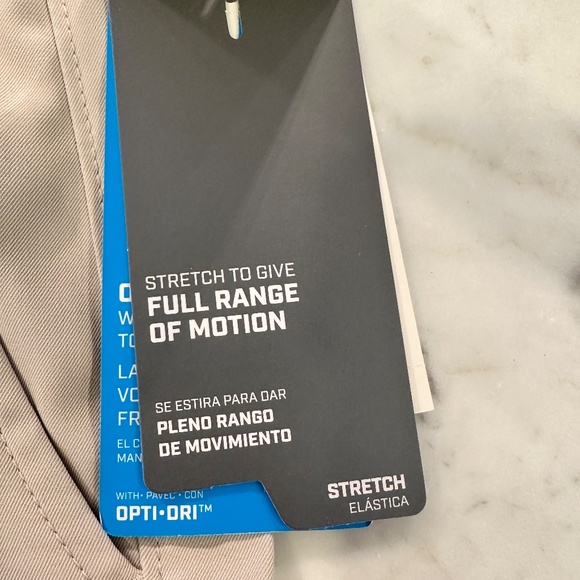 STRETCH TO GIVE
FULL RANGE
OF MOTION
SE ESTIRA PARA DAR
PLENO RANGO
DE MOVIMIENTO
STRETCH
ELÁSTICA
WITH • PAVEC • CON
OPTI•DRI™